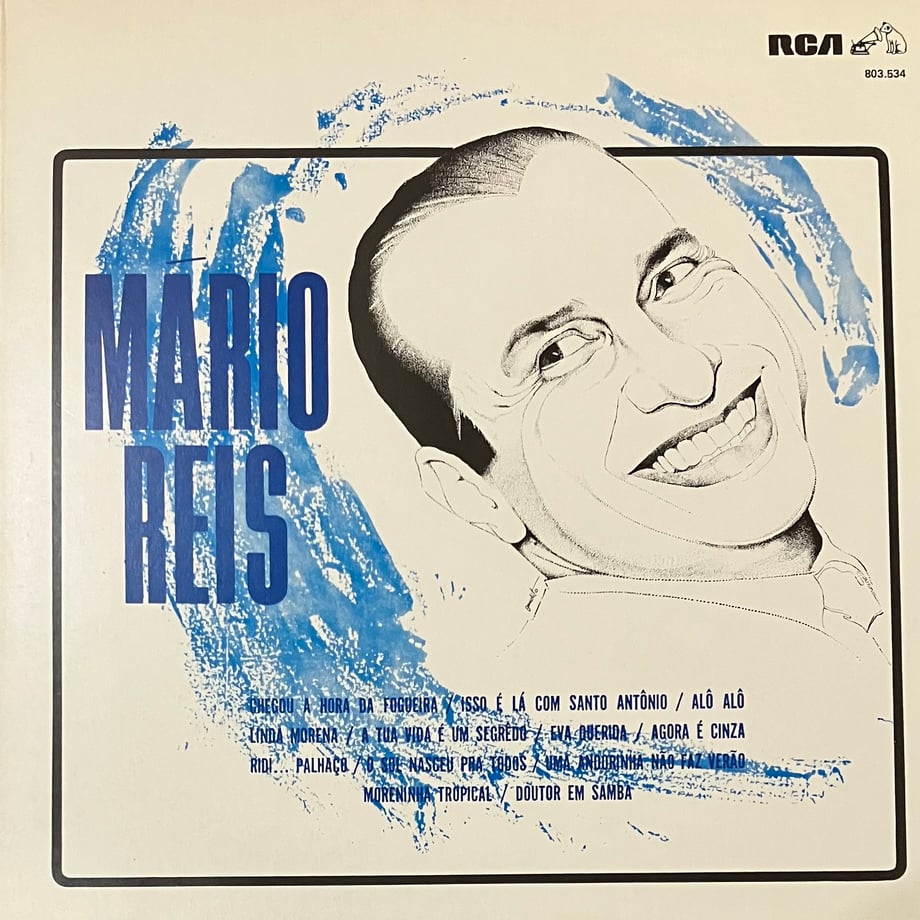 RCA
803.534
MÁRIO
REIS
CHEGOU A HORA DA FOGUEIRA / ISSO É LÁ COM SANTO ANTÔNIO / ALÔ ALÔ
LINDA MORENA / A TUA VIDA É UM SEGRÊDO / EVA QUERIDA / AGORA É CINZA
RIDI... PALHAÇO / O SOL NASCEU PRA TODOS / UMA ANDORINHA NÃO FAZ VERÃO
MORENINHA TROPICAL / DOUTOR EM SAMBA